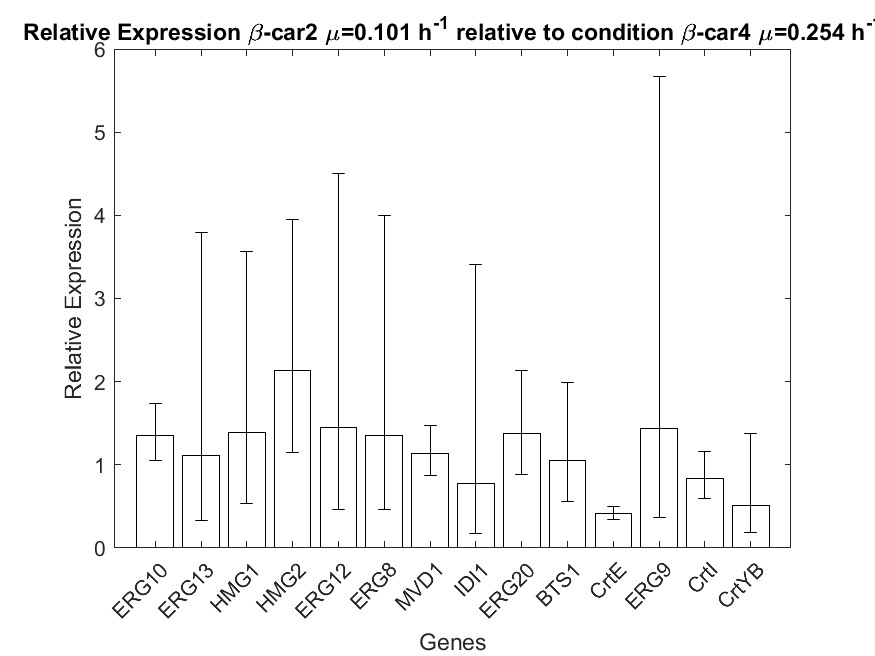 Relative Expression β-car2 μ=0.101 h⁻¹ relative to condition β-car4 μ=0.254 h⁻
6
5
4
3
2
1
0
Relative Expression
ERG10 ERG13 HMG1 HMG2 ERG12 ERG8 MVD1 IDI1 ERG20 BTS1 CrtE ERG9 CrtI CrtYB
Genes